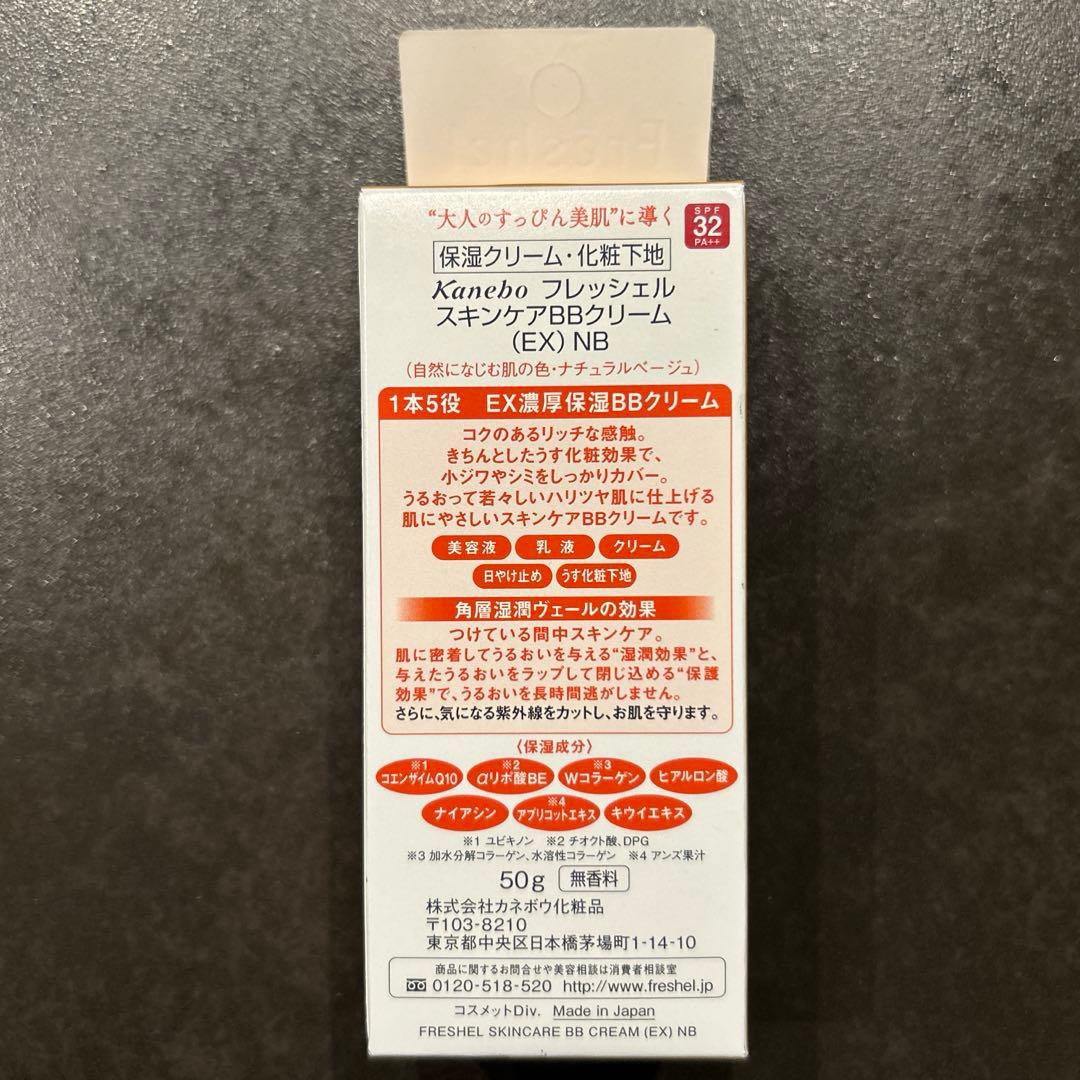 Freshel
"大人のすっぴん美肌"に導く
SPF
32
PA++
保湿クリーム・化粧下地
Kanebo フレッシェル
スキンケアBBクリーム
(EX) NB
(自然になじむ肌の色・ナチュラルベージュ)
1本5役 EX濃厚保湿BBクリーム
コクのあるリッチな感触。
きちんとしたうす化粧効果で、
小ジワやシミをしっかりカバー。
うるおって若々しいハリツヤ肌に仕上げる
肌にやさしいスキンケアBBクリームです。
美容液 乳液 クリーム
日やけ止め うす化粧下地
角層湿潤ヴェールの効果
つけている間中スキンケア。
肌に密着してうるおいを与える"湿潤効果"と、
与えたうるおいをラップして閉じ込める"保護
効果"で、うるおいを長時間逃がしません。
さらに、気になる紫外線をカットし、お肌を守ります。
〈保湿成分〉
※1 コエンザイムQ10 ※2 αリポ酸BE ※3 Wコラーゲン ヒアルロン酸
ナイアシン ※4 アプリコットエキス キウイエキス
※1 ユビキノン ※2 チオクト酸、DPG
※3 加水分解コラーゲン、水溶性コラーゲン ※4 アンズ果汁
50g 無香料
株式会社カネボウ化粧品
〒103-8210
東京都中央区日本橋茅場町1-14-10
商品に関するお問合せや美容相談は消費者相談室
0120-518-520 http://www.freshel.jp
コスメットDiv. Made in Japan
FRESHEL SKINCARE BB CREAM (EX) NB